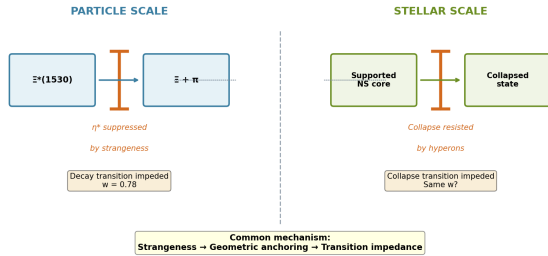 PARTICLE SCALE
STELLAR SCALE
Ξ*(1530)
Ξ + π
Supported
NS core
Collapsed
state
η* suppressed
by strangeness
Collapse resisted
by hyperons
Decay transition impeded
w = 0.78
Collapse transition impeded
Same w?
Common mechanism:
Strangeness → Geometric anchoring → Transition impedance